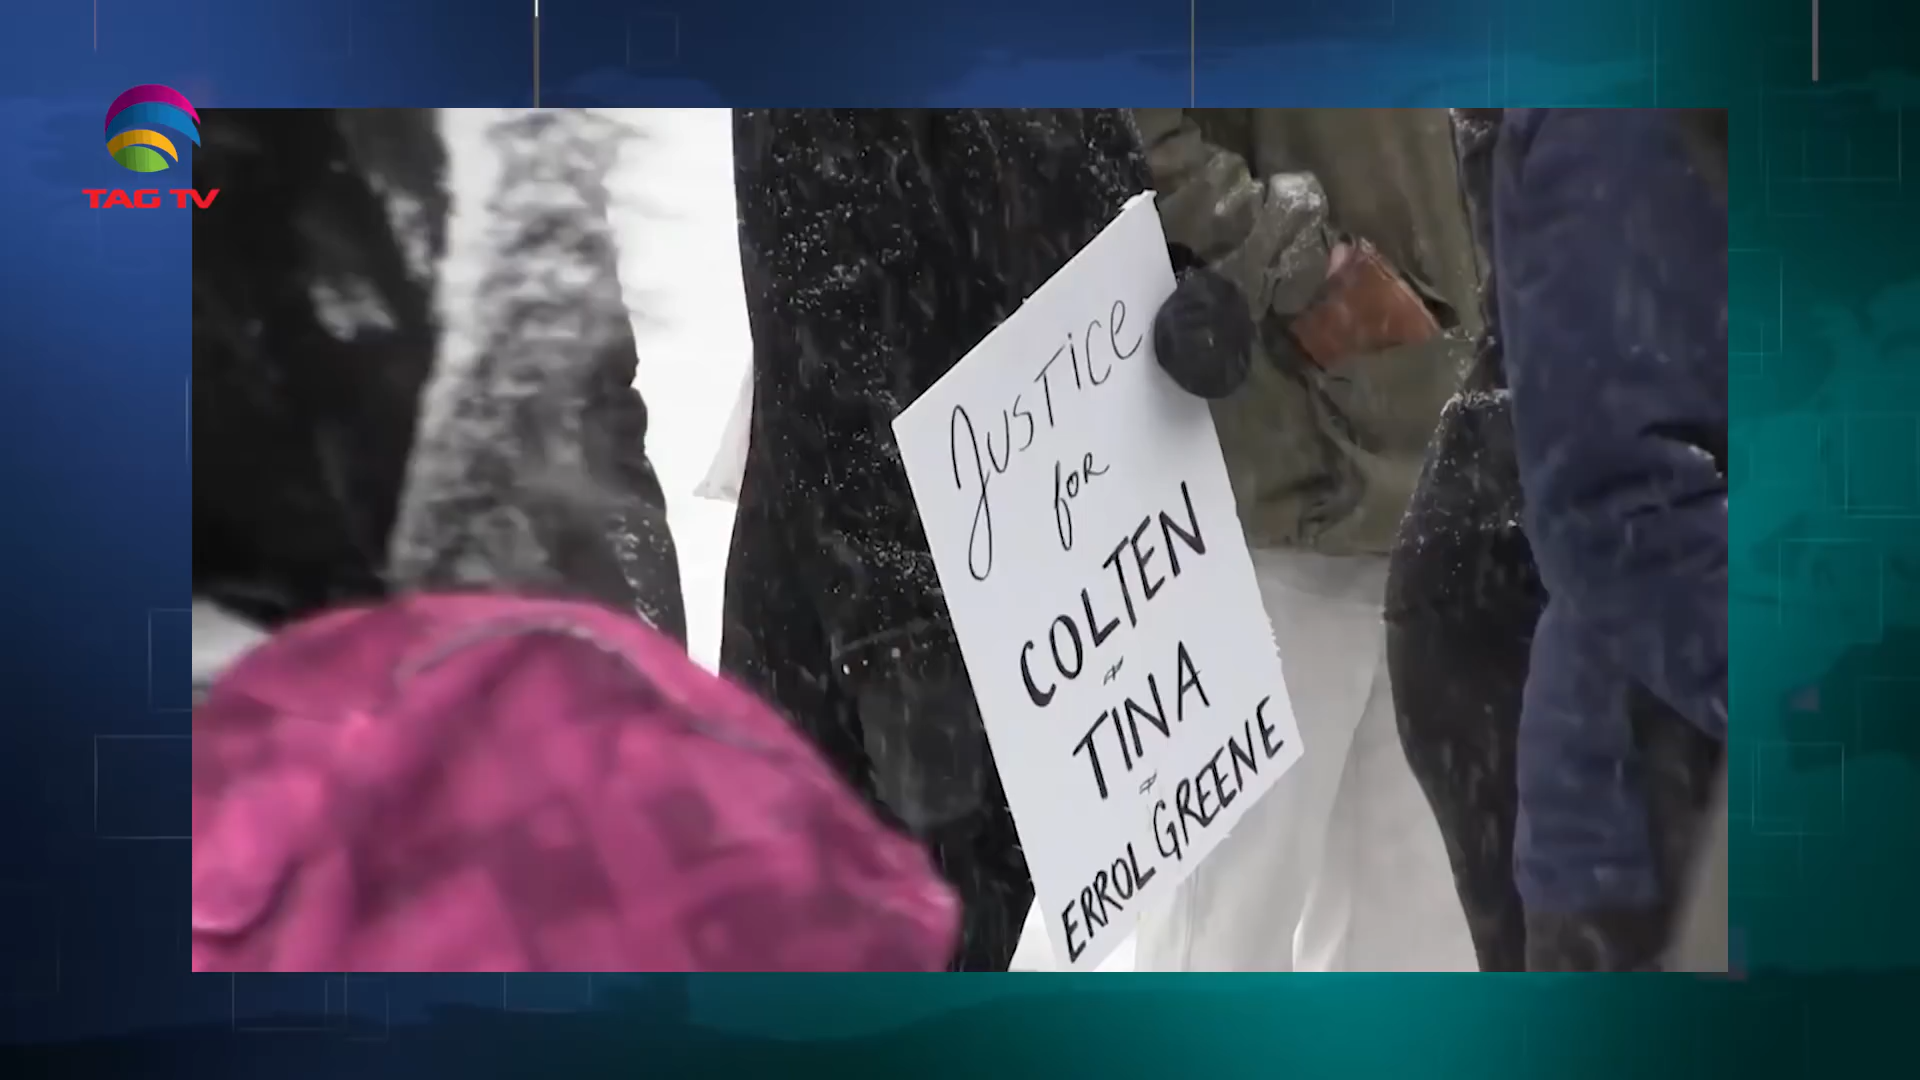 TAG TV
Justice
for
COLTEN
+
TINA
+
ERROL GREENE